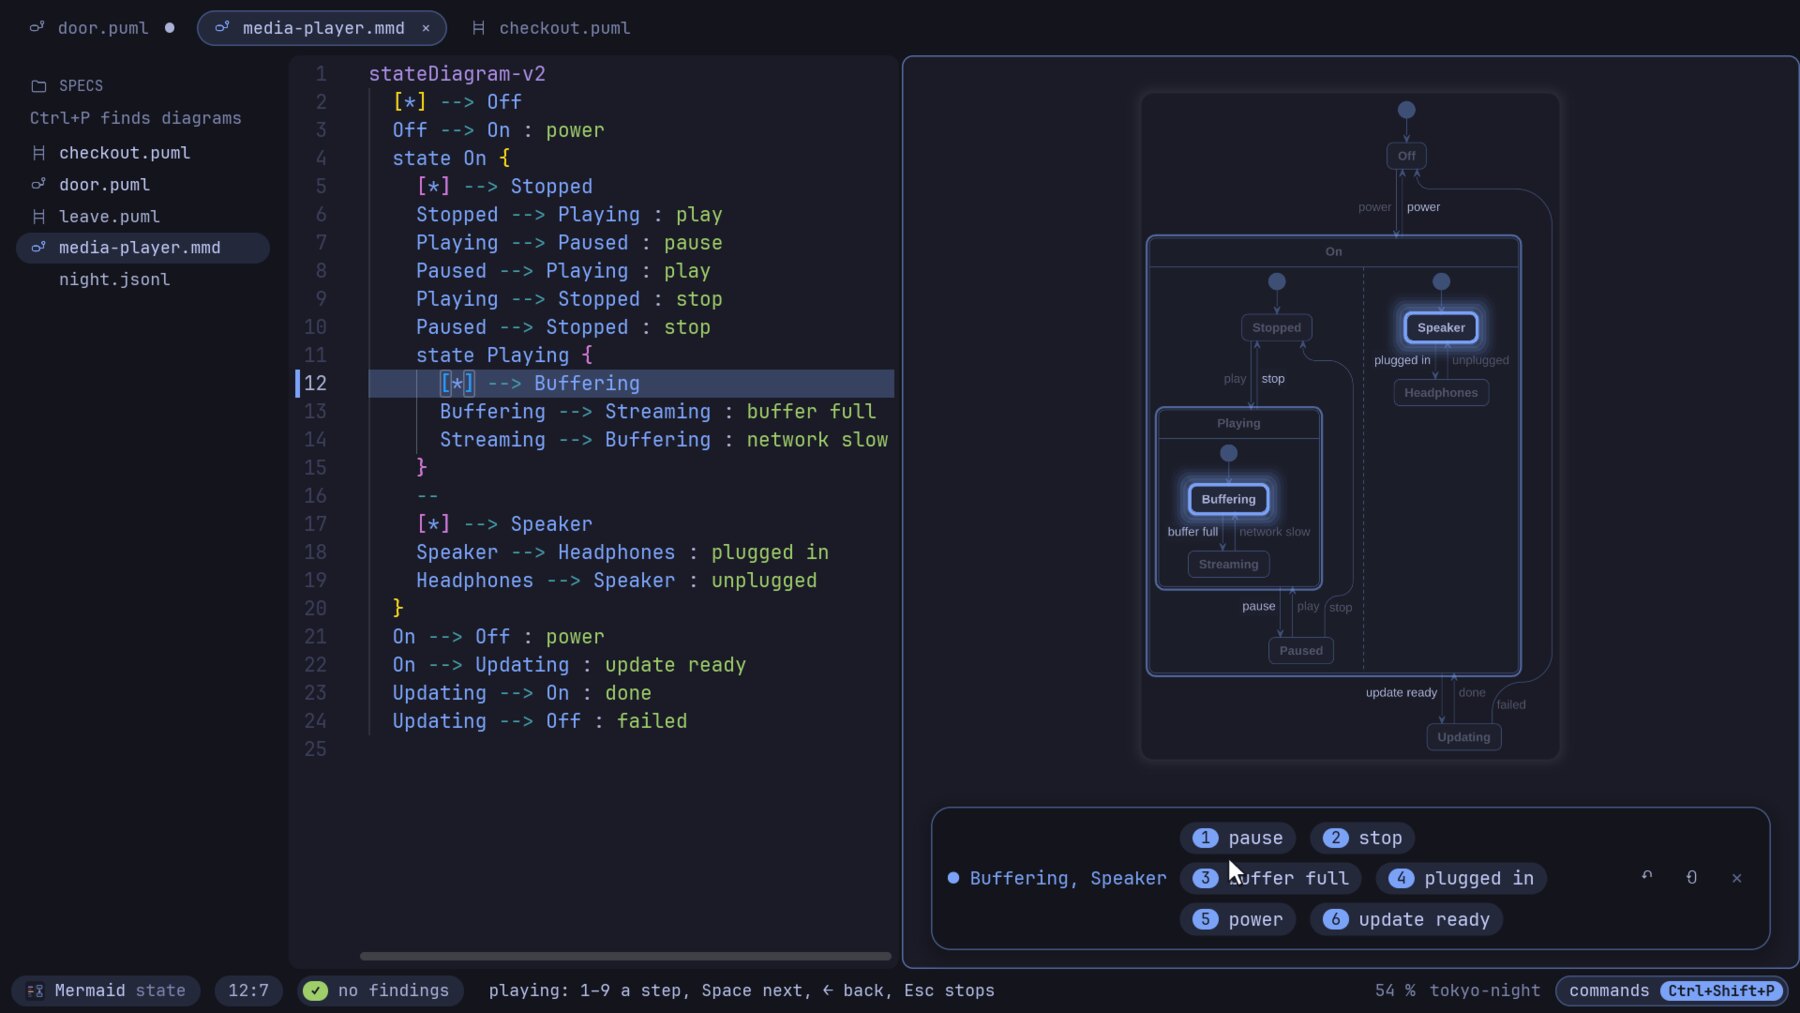 door.puml
media-player.mmd ×
checkout.puml
SPECS
Ctrl+P finds diagrams
checkout.puml
door.puml
leave.puml
media-player.mmd
night.jsonl
1 stateDiagram-v2
2 [*] --> Off
3 Off --> On : power
4 state On {
5 [*] --> Stopped
6 Stopped --> Playing : play
7 Playing --> Paused : pause
8 Paused --> Playing : play
9 Playing --> Stopped : stop
10 Paused --> Stopped : stop
11 state Playing {
12 [*] --> Buffering
13 Buffering --> Streaming : buffer full
14 Streaming --> Buffering : network slow
15 }
16 --
17 [*] --> Speaker
18 Speaker --> Headphones : plugged in
19 Headphones --> Speaker : unplugged
20 }
21 On --> Off : power
22 On --> Updating : update ready
23 Updating --> On : done
24 Updating --> Off : failed
25
Off
power power
On
Stopped
Speaker
plugged in unplugged
play stop
Headphones
Playing
Buffering
buffer full network slow
Streaming
pause play stop
Paused
update ready done
failed
Updating
1 pause 2 stop
Buffering, Speaker 3 buffer full 4 plugged in ×
5 power 6 update ready
Mermaid state 12:7 no findings playing: 1–9 a step, Space next, ← back, Esc stops 54 % tokyo-night commands Ctrl+Shift+P